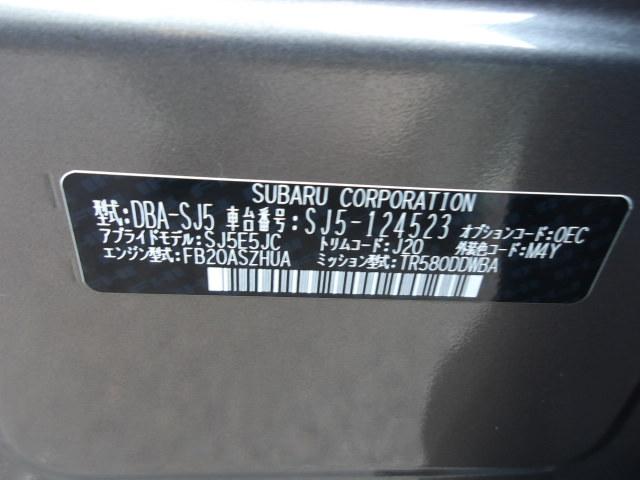 SUBARU CORPORATION
型式:DBA-SJ5 車台番号:SJ5-124523 オプションコード:OEC
アプライドモデル:SJ5E5JC トリムコード:J20 外装色コード:M4Y
エンジン型式:FB20ASZHUA ミッション型式:TR580DDWBA